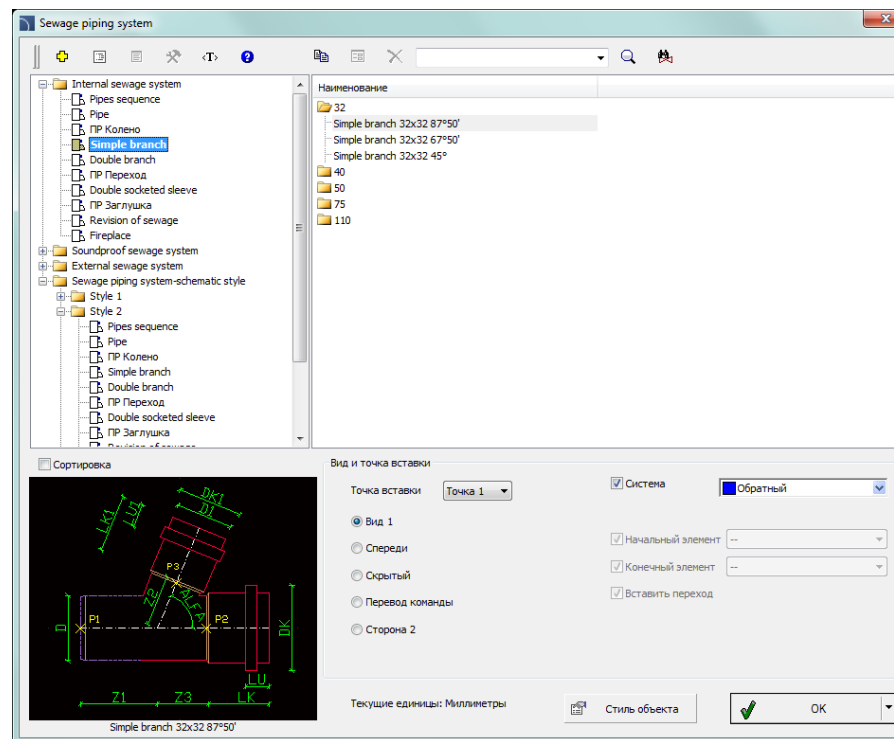 Sewage piping system
‹T›
Internal sewage system
Pipes sequence
Pipe
ПР Колено
Simple branch
Double branch
ПР Переход
Double socketed sleeve
ПР Заглушка
Revision of sewage
Fireplace
Soundproof sewage system
External sewage system
Sewage piping system-schematic style
Style 1
Style 2
Pipes sequence
Pipe
ПР Колено
Simple branch
Double branch
ПР Переход
Double socketed sleeve
ПР Заглушка
Revision of sewage
Наименование
32
Simple branch 32x32 87°50'
Simple branch 32x32 67°50'
Simple branch 32x32 45°
40
50
75
110
Сортировка
DK1
D1
LK1
LU1
P3
Z2
ALFA
D
P1
P2
DK
LU
Z1
Z3
LK
Simple branch 32x32 87°50'
Вид и точка вставки
Точка вставки
Точка 1
Вид 1
Спереди
Скрытый
Перевод команды
Сторона 2
Система
Обратный
Начальный элемент
--
Конечный элемент
--
Вставить переход
Текущие единицы: Миллиметры
Стиль объекта
OK